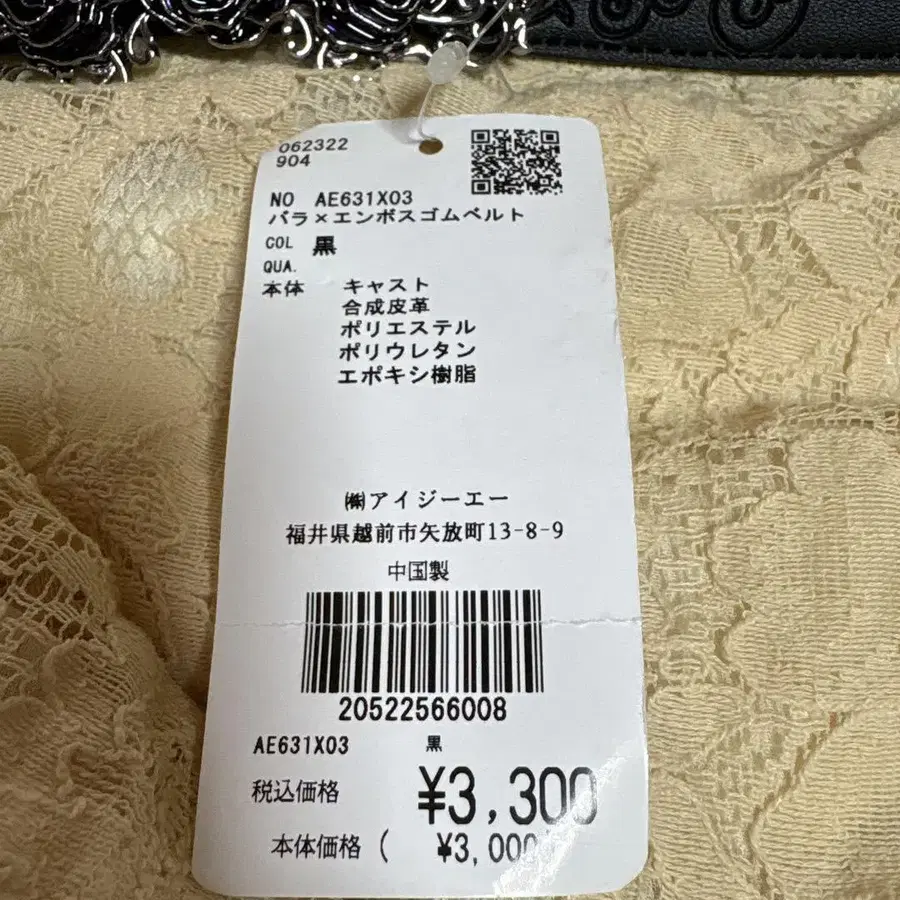 062322
904
NO AE631X03
バラ×エンボスゴムベルト
COL 黒
QUA.
本体 キャスト
合成皮革
ポリエステル
ポリウレタン
エポキシ樹脂
㈱アイジーエー
福井県越前市矢放町13-8-9
中国製
20522566008
AE631X03 黒
税込価格 ¥3,300
本体価格 ( ¥3,000)